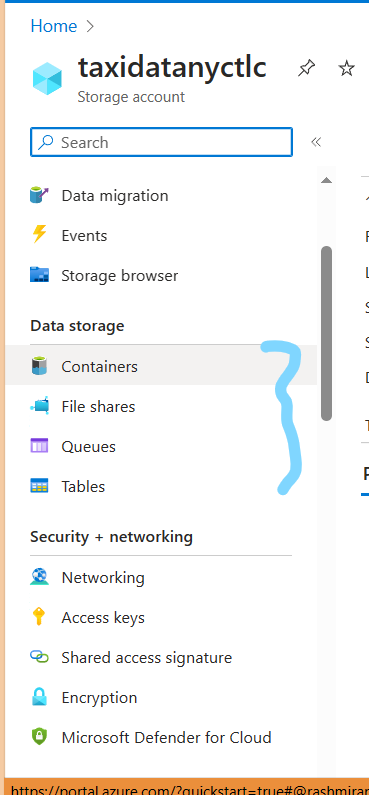 Home
taxidatanyctlc
Storage account
Search
Data migration
Events
Storage browser
Data storage
Containers
File shares
Queues
Tables
Security + networking
Networking
Access keys
Shared access signature
Encryption
Microsoft Defender for Cloud
https://portal.azure.com/?quickstart=true#@rashmiran